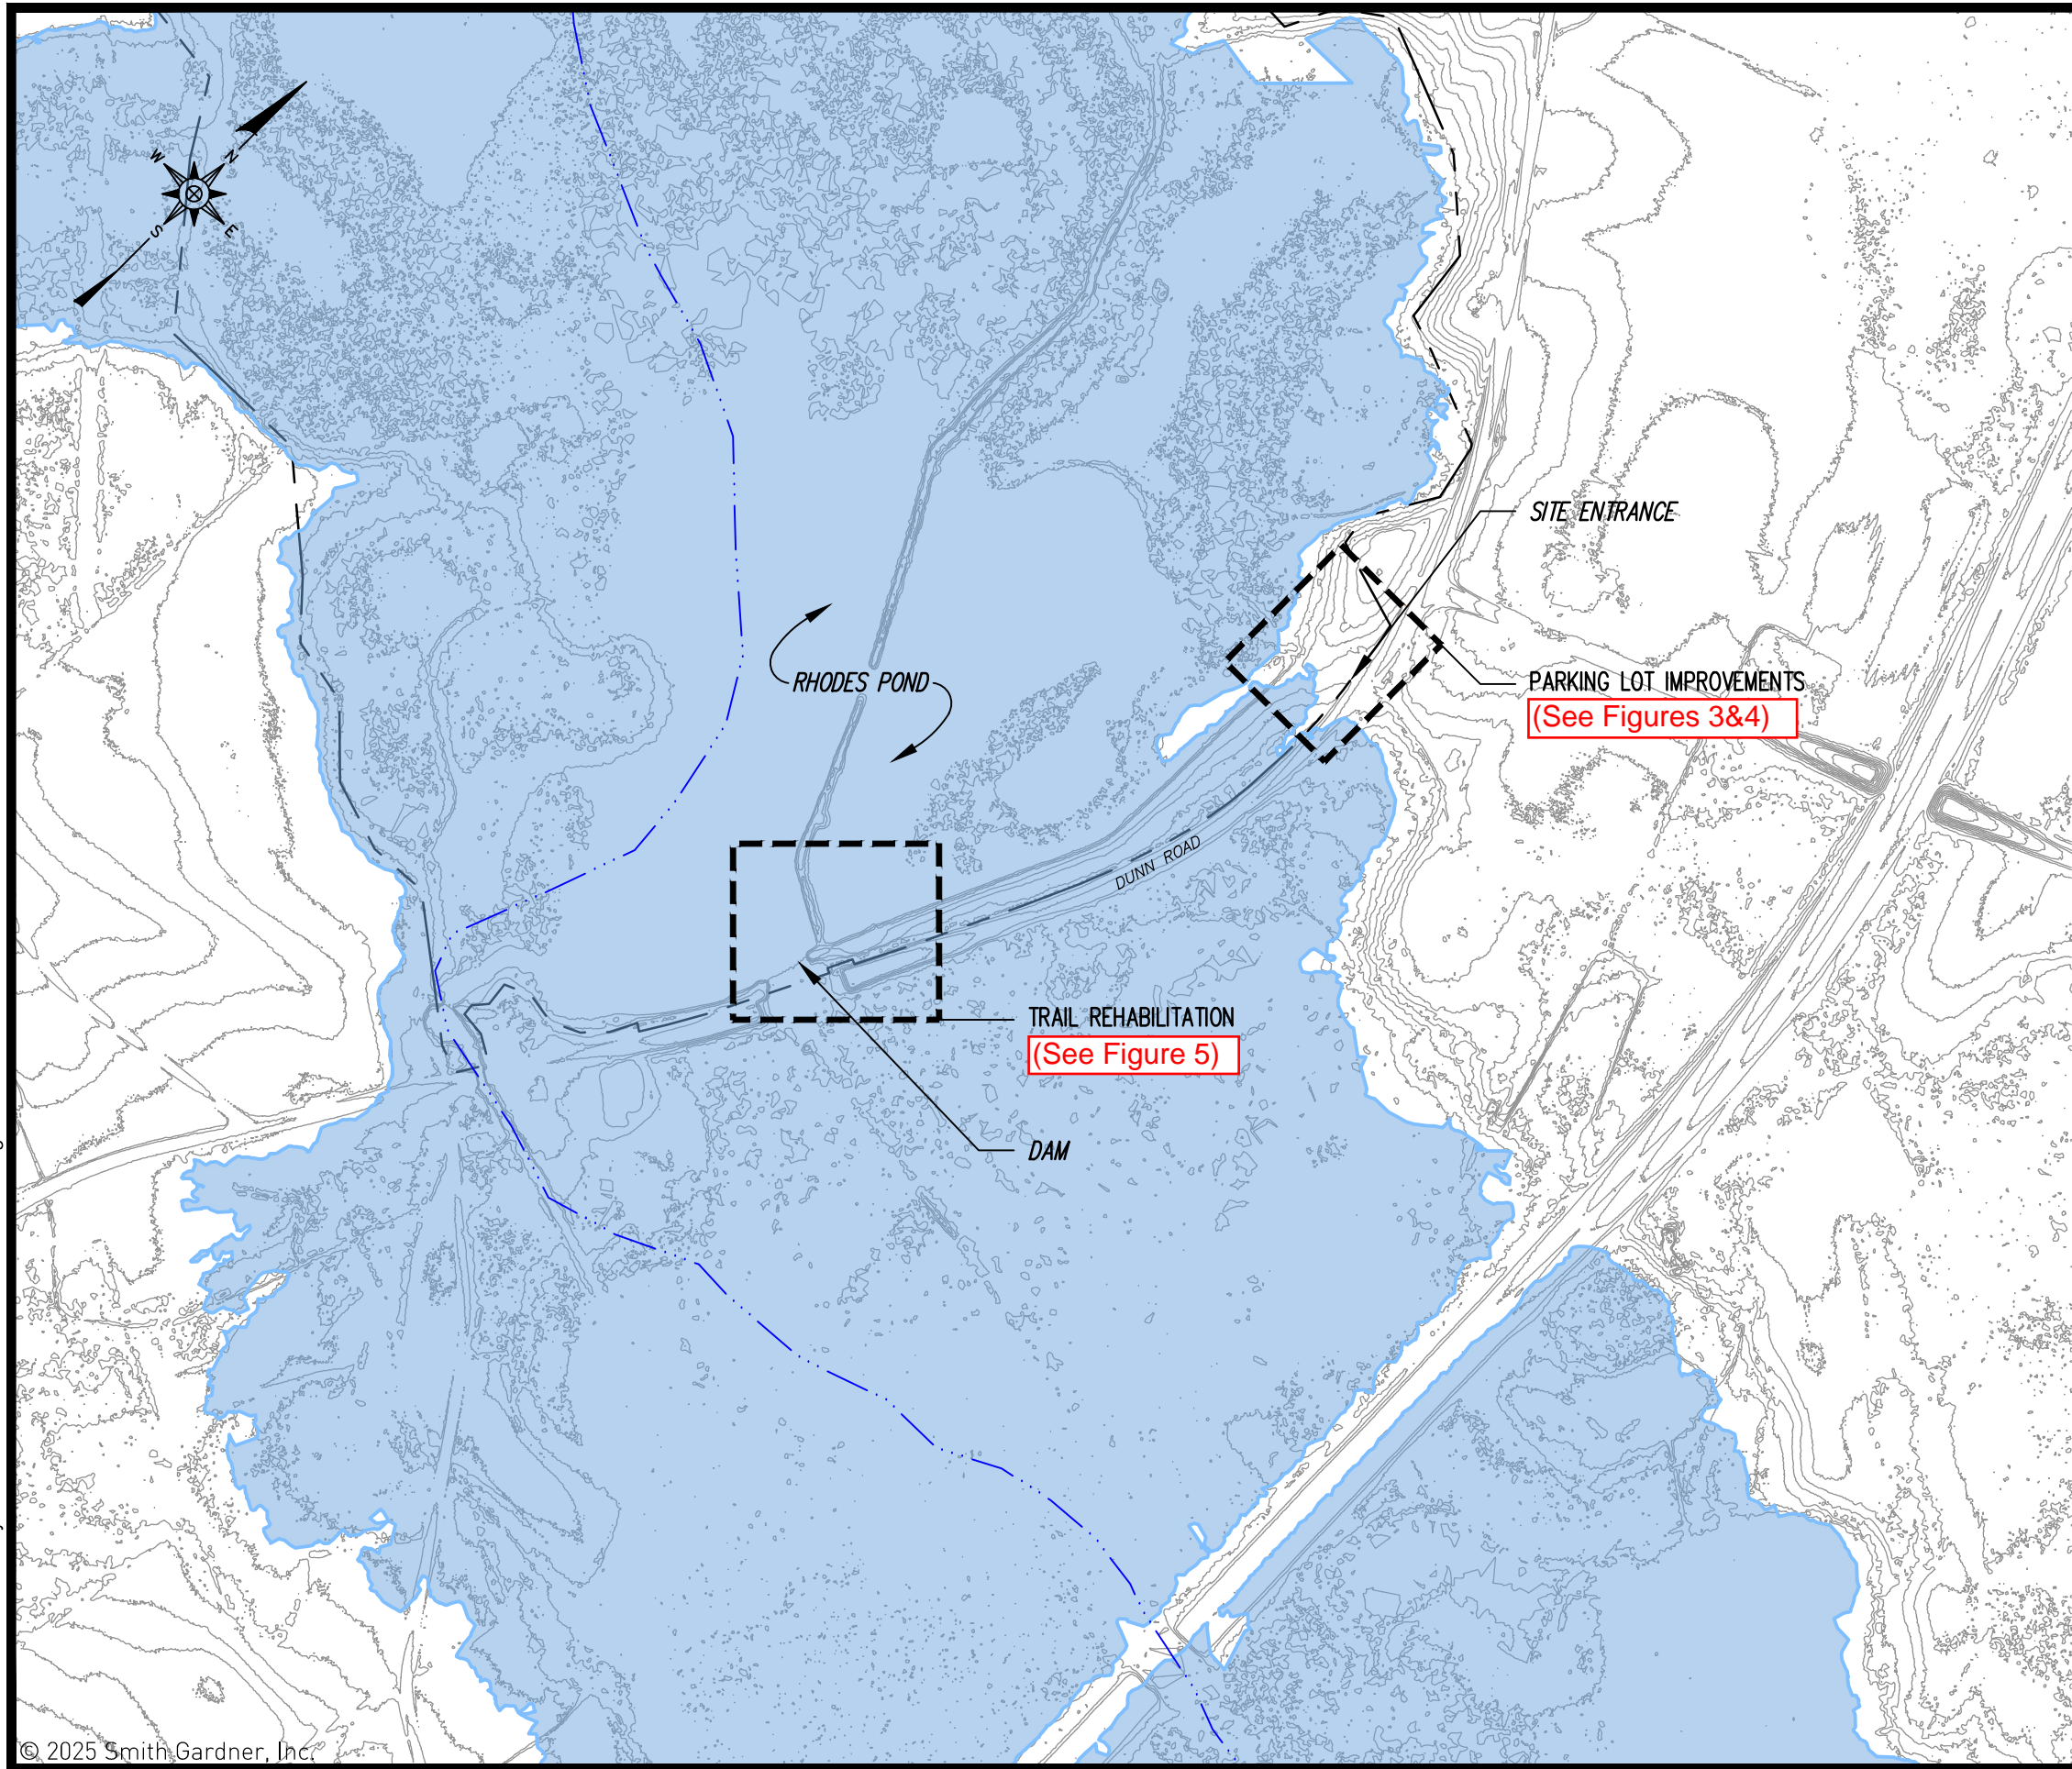 W
N
S
E
SITE ENTRANCE
RHODES POND
PARKING LOT IMPROVEMENTS
(See Figures 3&4)
DUNN ROAD
TRAIL REHABILITATION
(See Figure 5)
DAM
© 2025 Smith Gardner, Inc.